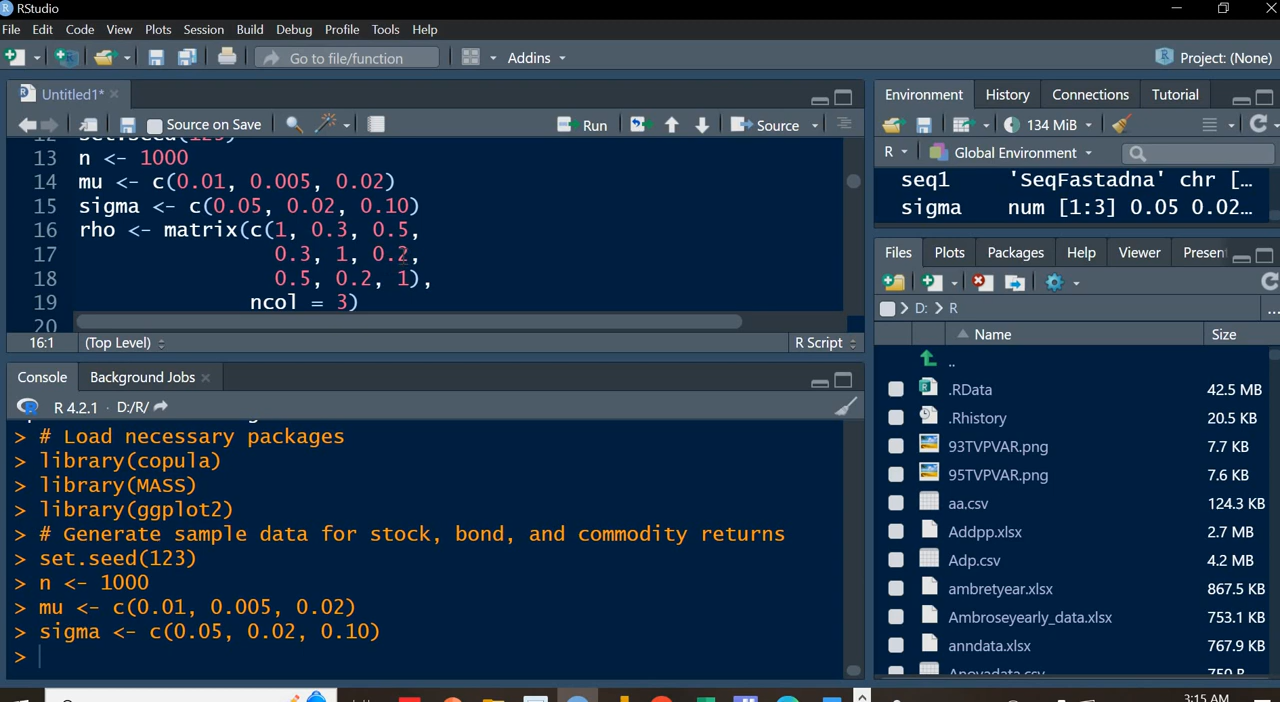 RStudio
File Edit Code View Plots Session Build Debug Profile Tools Help
Go to file/function Addins Project: (None)
Untitled1*
Source on Save Run Source
12 set.seed(123)
13 n <- 1000
14 mu <- c(0.01, 0.005, 0.02)
15 sigma <- c(0.05, 0.02, 0.10)
16 rho <- matrix(c(1, 0.3, 0.5,
17 0.3, 1, 0.2,
18 0.5, 0.2, 1),
19 ncol = 3)
20
16:1 (Top Level) R Script
Console Background Jobs
R 4.2.1 · D:/R/
> # Load necessary packages
> library(copula)
> library(MASS)
> library(ggplot2)
> # Generate sample data for stock, bond, and commodity returns
> set.seed(123)
> n <- 1000
> mu <- c(0.01, 0.005, 0.02)
> sigma <- c(0.05, 0.02, 0.10)
>
Environment History Connections Tutorial
134 MiB
R Global Environment
seq1 'SeqFastadna' chr […
sigma num [1:3] 0.05 0.02…
Files Plots Packages Help Viewer Presen
D: R ...
Name Size
..
.RData 42.5 MB
.Rhistory 20.5 KB
93TVPVAR.png 7.7 KB
95TVPVAR.png 7.6 KB
aa.csv 124.3 KB
Addpp.xlsx 2.7 MB
Adp.csv 4.2 MB
ambretyear.xlsx 867.5 KB
Ambroseyearly_data.xlsx 753.1 KB
anndata.xlsx 767.9 KB
Anovadata.csv 750 B
3:15 AM